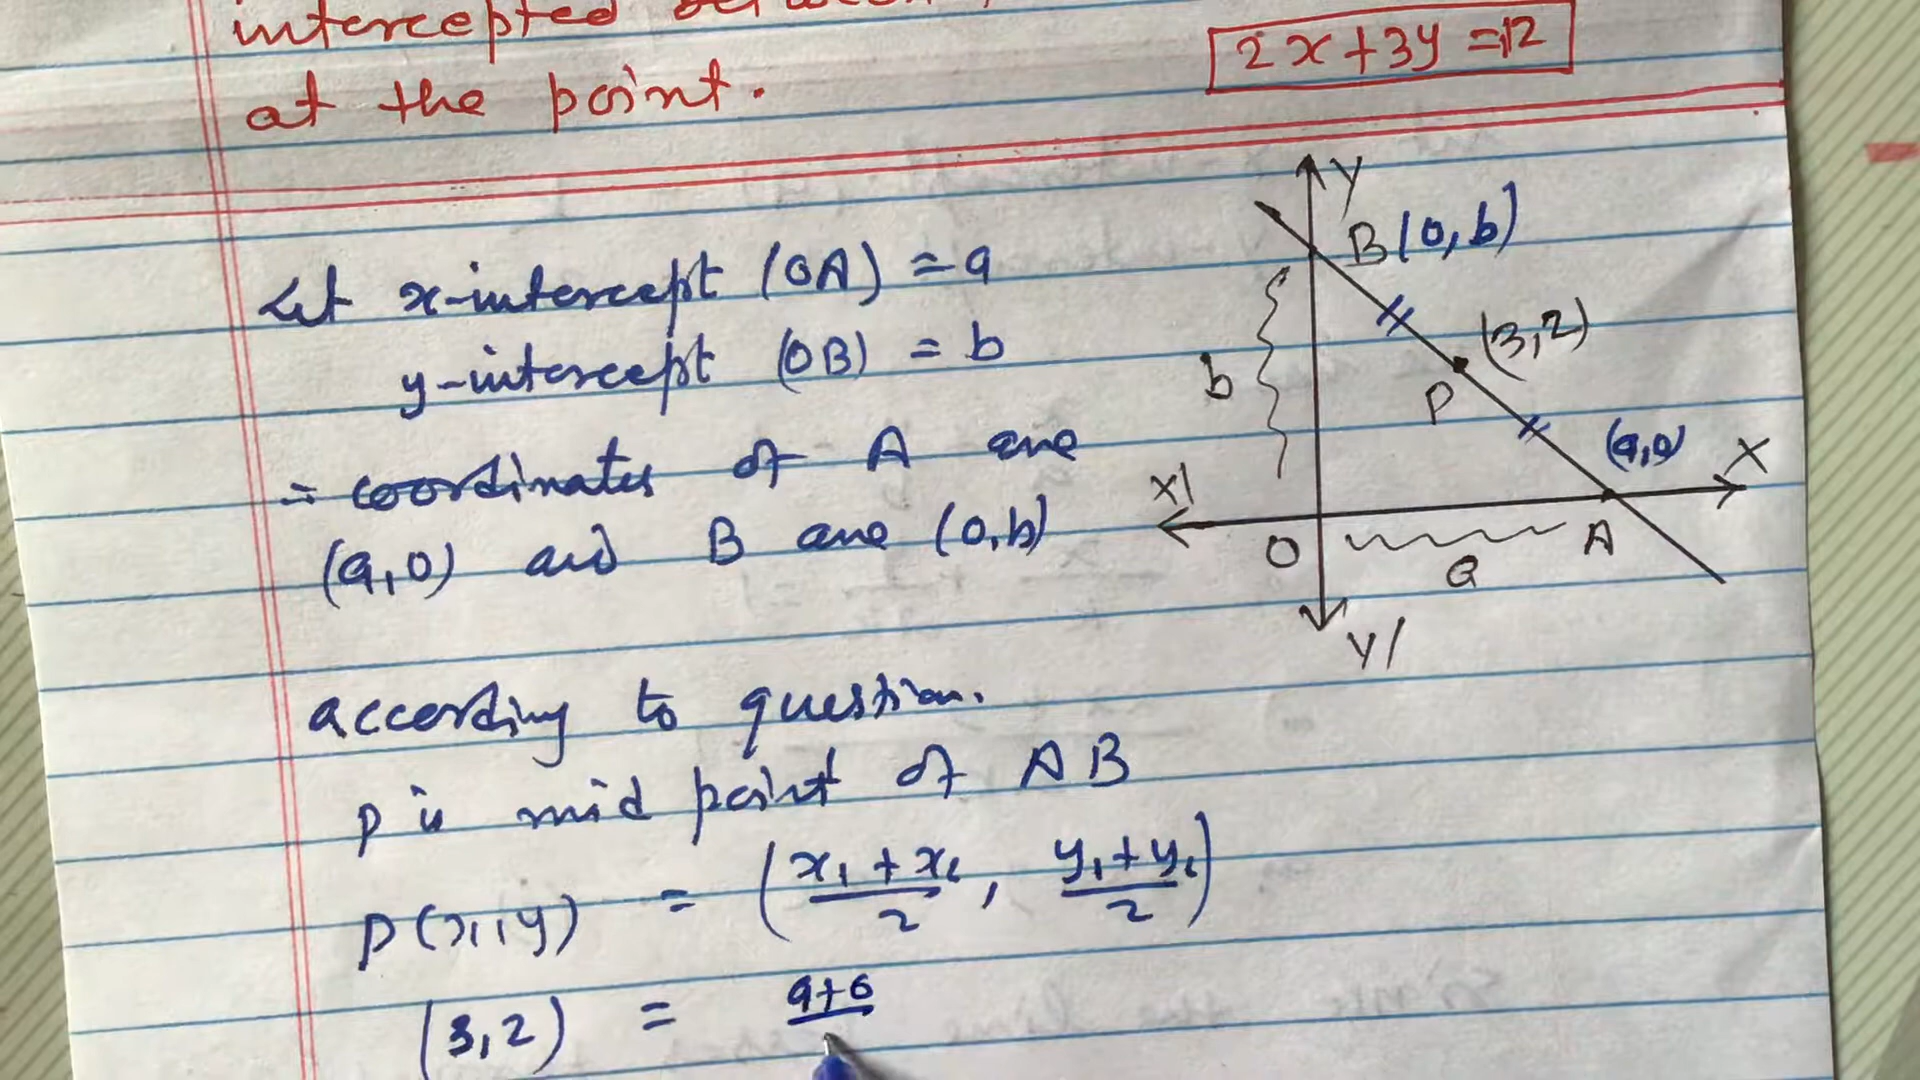 intercepted between
at the point.
2x+3y=12
Let x-intercept (OA) = a
y-intercept (OB) = b
= coordinates of A are
(a,0) and B are (0,b)
according to question.
P is mid point of AB
P(x,y) = (x₁+x₂/2, y₁+y₂/2)
(3,2) = a+0
Y
B(0,b)
(3,2)
b
P
(a,0)
X
X'
O
A
a
Y'